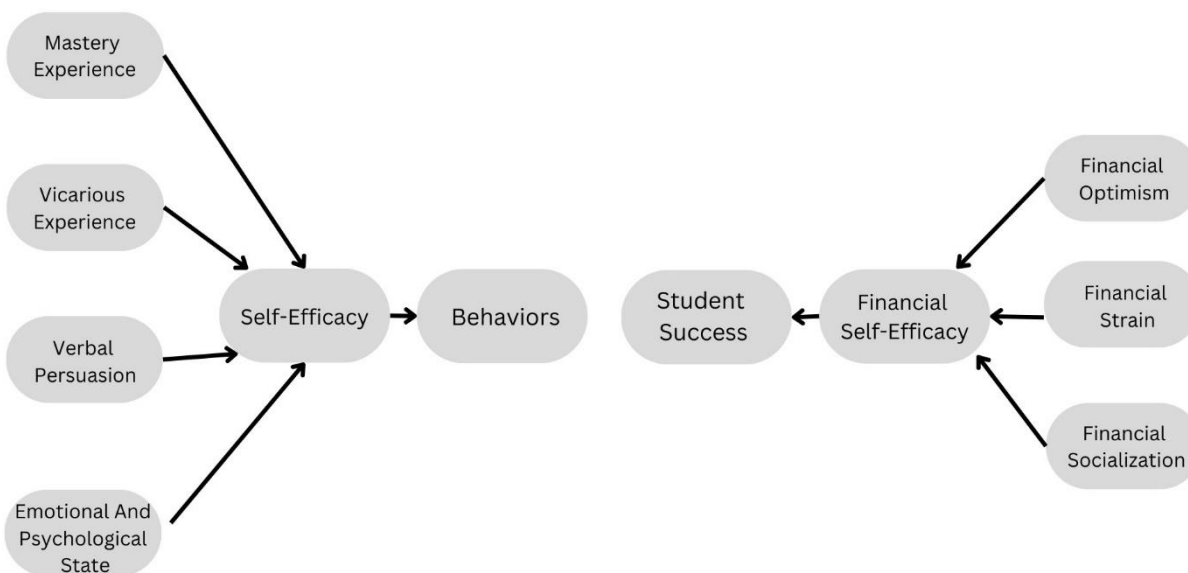 Mastery
Experience
Vicarious
Experience
Verbal
Persuasion
Emotional And
Psychological
State
Self-Efficacy
Behaviors
Student
Success
Financial
Self-Efficacy
Financial
Optimism
Financial
Strain
Financial
Socialization